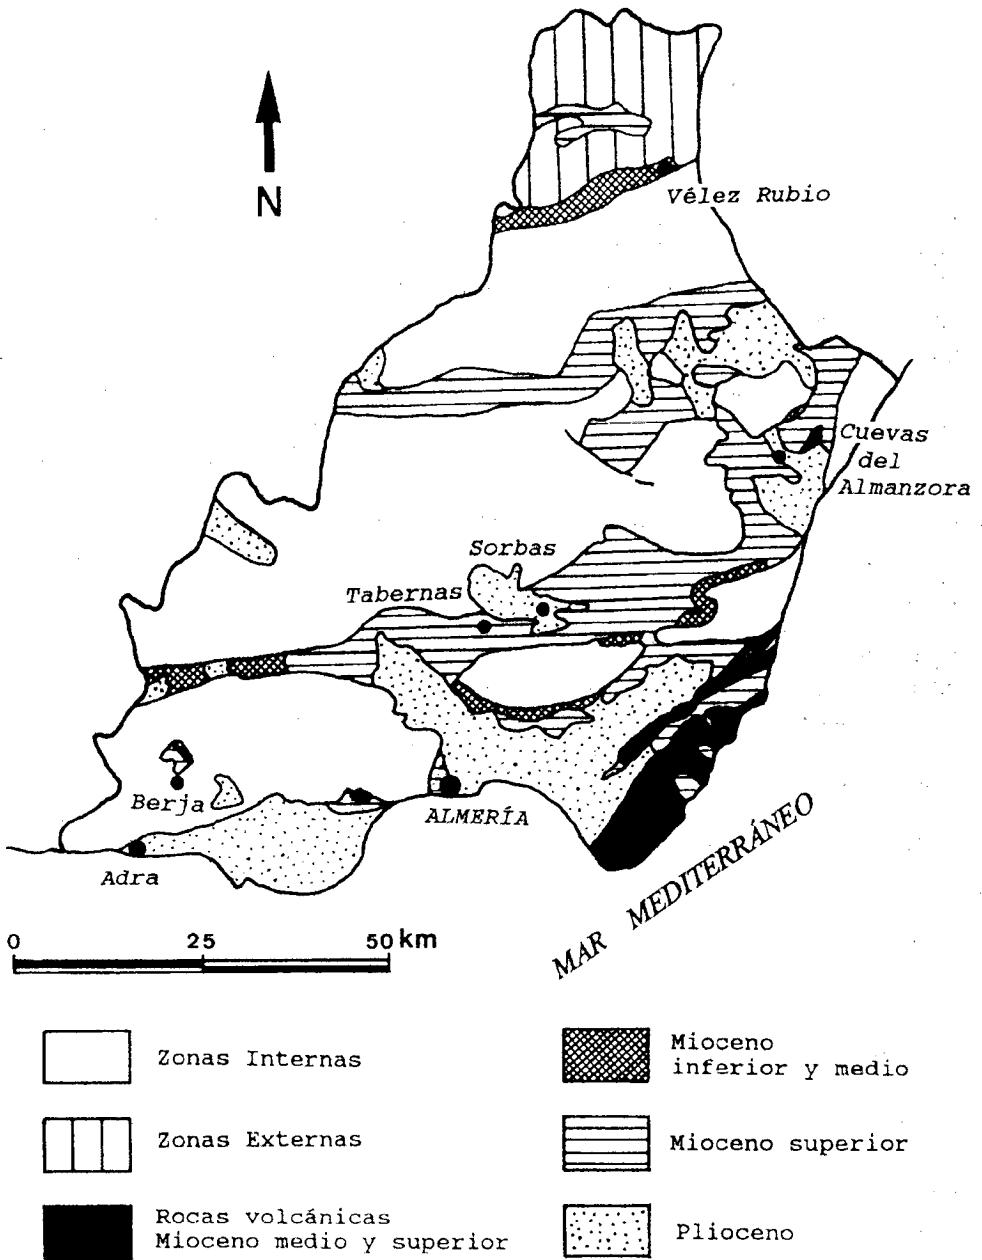 N
Vélez Rubio
Cuevas
del
Almanzora
Sorbas
Tabernas
Berja
ALMERÍA
Adra
MAR MEDITERRÁNEO
0 25 50 km
Zonas Internas
Zonas Externas
Rocas volcánicas
Mioceno medio y superior
Mioceno
inferior y medio
Mioceno superior
Plioceno